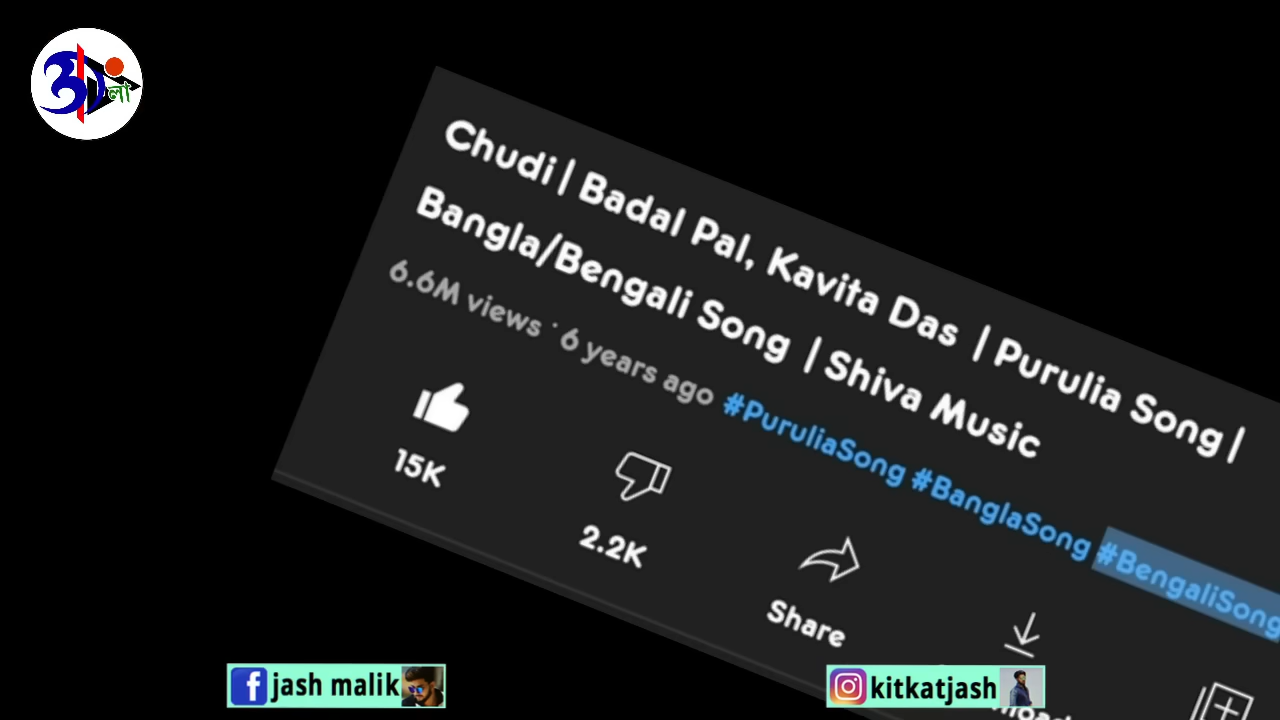 Chudi | Badal Pal, Kavita Das | Purulia Song |
Bangla/Bengali Song | Shiva Music
6.6M views · 6 years ago #PuruliaSong #BanglaSong #BengaliSong
15K
2.2K
Share
jash malik
kitkatjash